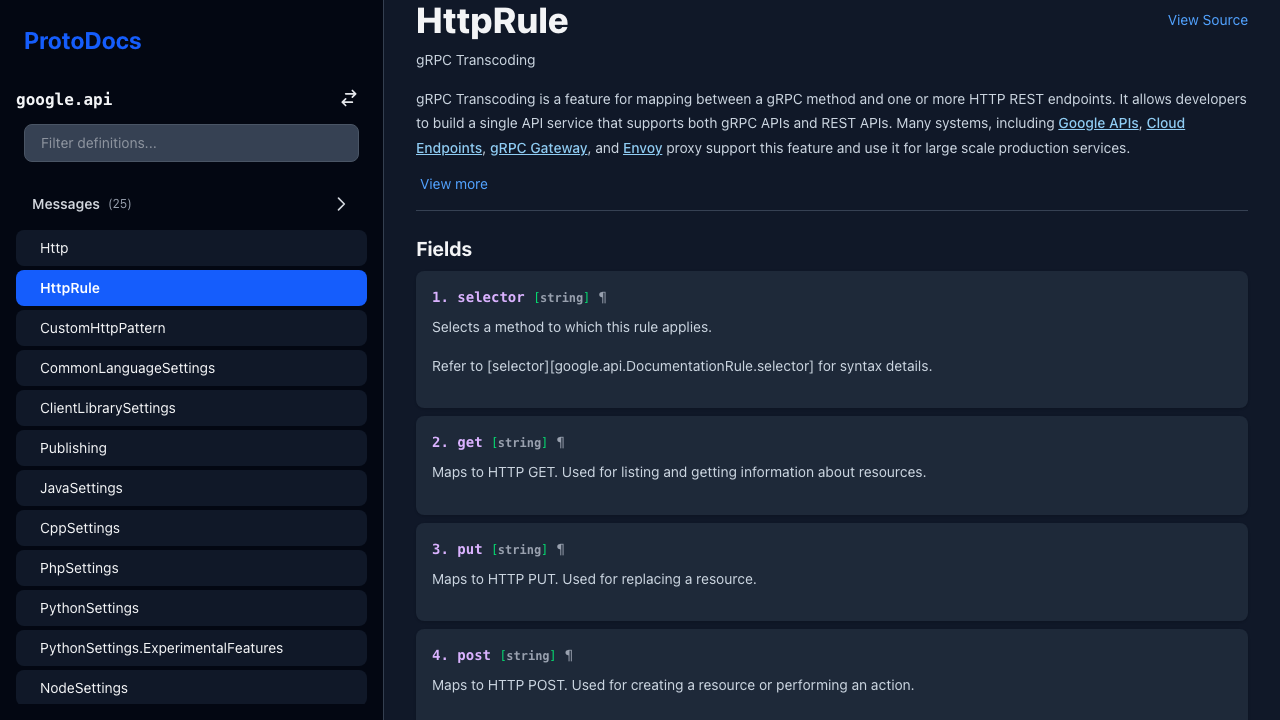 ProtoDocs
google.api
Filter definitions...
Messages (25)
Http
HttpRule
CustomHttpPattern
CommonLanguageSettings
ClientLibrarySettings
Publishing
JavaSettings
CppSettings
PhpSettings
PythonSettings
PythonSettings.ExperimentalFeatures
NodeSettings
HttpRule
View Source
gRPC Transcoding
gRPC Transcoding is a feature for mapping between a gRPC method and one or more HTTP REST endpoints. It allows developers
to build a single API service that supports both gRPC APIs and REST APIs. Many systems, including Google APIs, Cloud
Endpoints, gRPC Gateway, and Envoy proxy support this feature and use it for large scale production services.
View more
Fields
1. selector [string] ¶
Selects a method to which this rule applies.
Refer to [selector][google.api.DocumentationRule.selector] for syntax details.
2. get [string] ¶
Maps to HTTP GET. Used for listing and getting information about resources.
3. put [string] ¶
Maps to HTTP PUT. Used for replacing a resource.
4. post [string] ¶
Maps to HTTP POST. Used for creating a resource or performing an action.